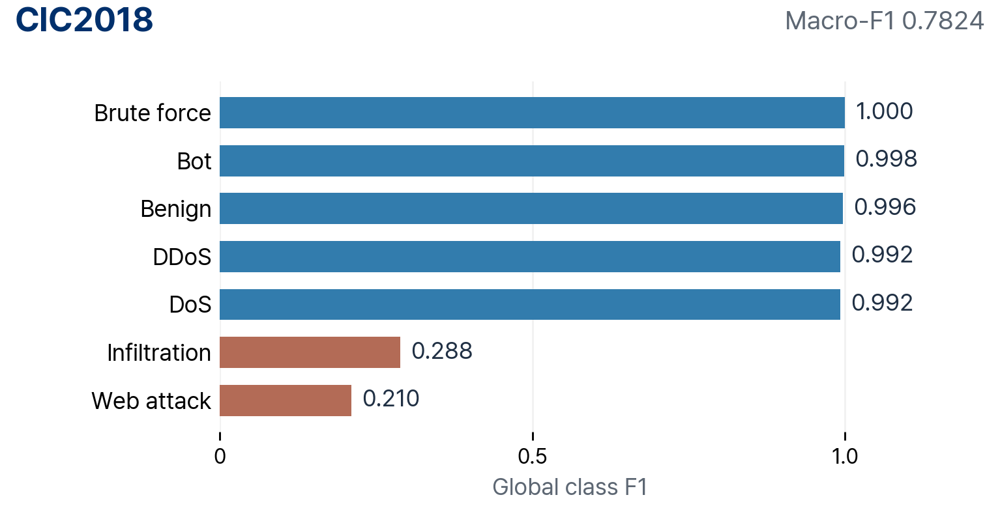 CIC2018
Macro-F1 0.7824
Brute force 1.000
Bot 0.998
Benign 0.996
DDoS 0.992
DoS 0.992
Infiltration 0.288
Web attack 0.210
0 0.5 1.0
Global class F1